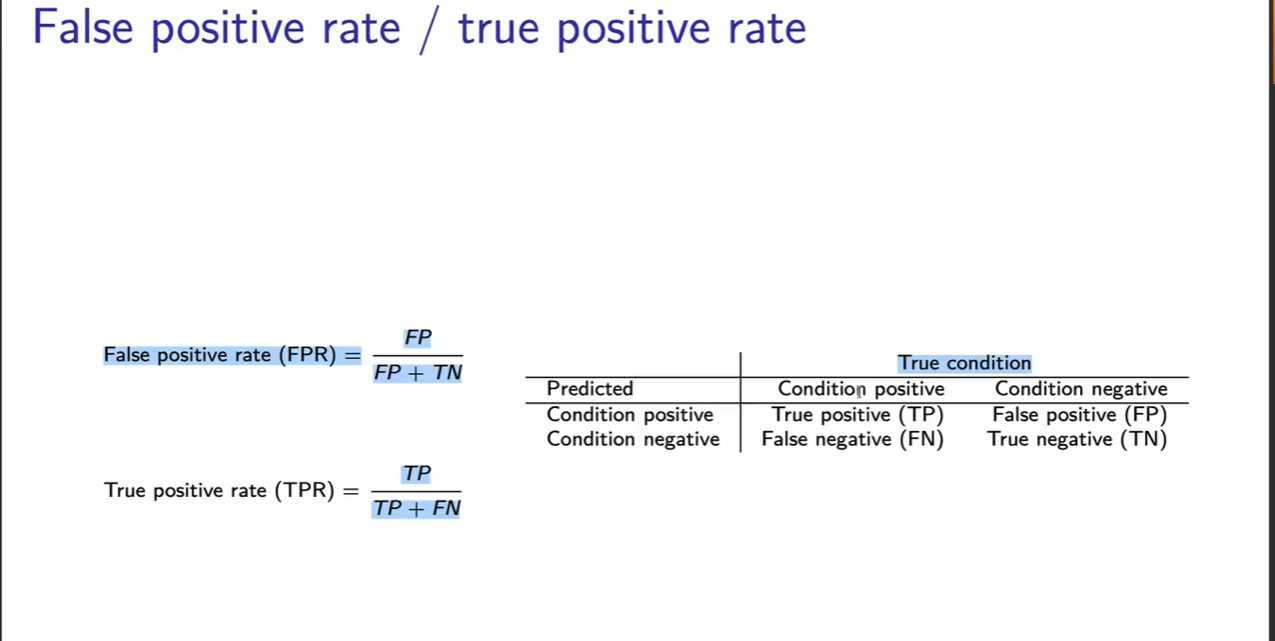 False positive rate / true positive rate
False positive rate (FPR) = FP / FP + TN
True positive rate (TPR) = TP / TP + FN
True condition
Predicted Condition positive Condition negative
Condition positive True positive (TP) False positive (FP)
Condition negative False negative (FN) True negative (TN)